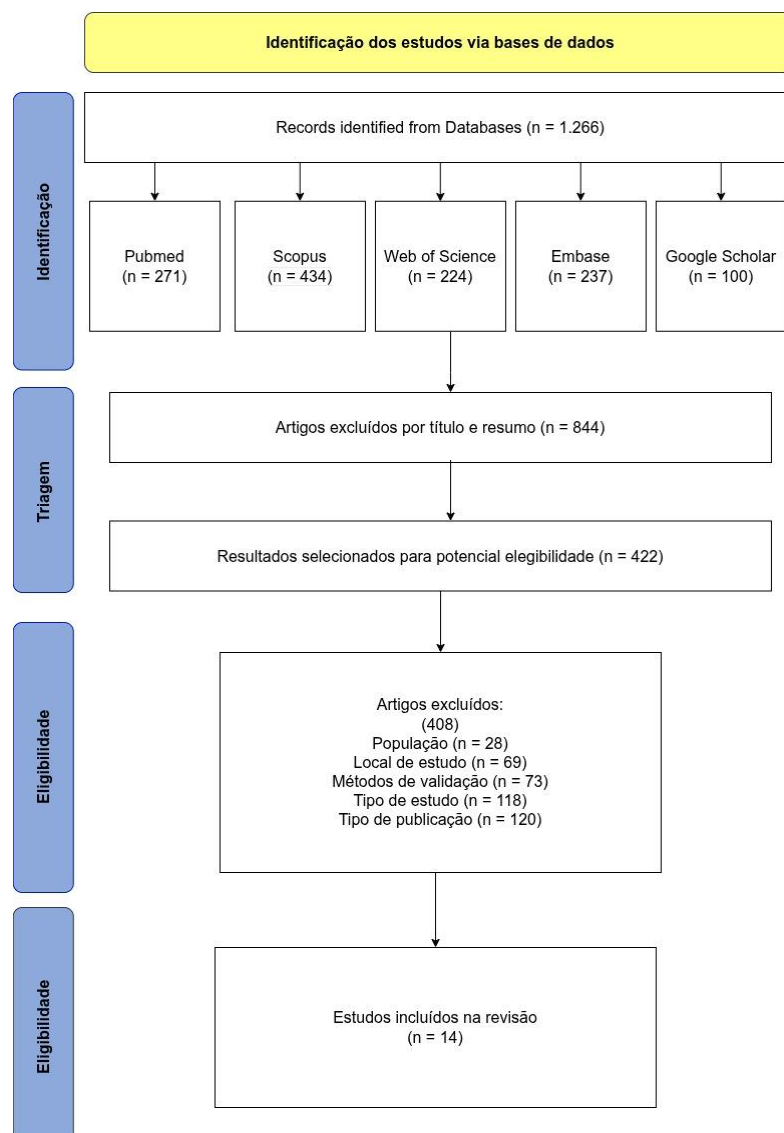 Identificação dos estudos via bases de dados
Identificação
Records identified from Databases (n = 1.266)
Pubmed
(n = 271)
Scopus
(n = 434)
Web of Science
(n = 224)
Embase
(n = 237)
Google Scholar
(n = 100)
Triagem
Artigos excluídos por título e resumo (n = 844)
Resultados selecionados para potencial elegibilidade (n = 422)
Eligibilidade
Artigos excluídos:
(408)
População (n = 28)
Local de estudo (n = 69)
Métodos de validação (n = 73)
Tipo de estudo (n = 118)
Tipo de publicação (n = 120)
Eligibilidade
Estudos incluídos na revisão
(n = 14)